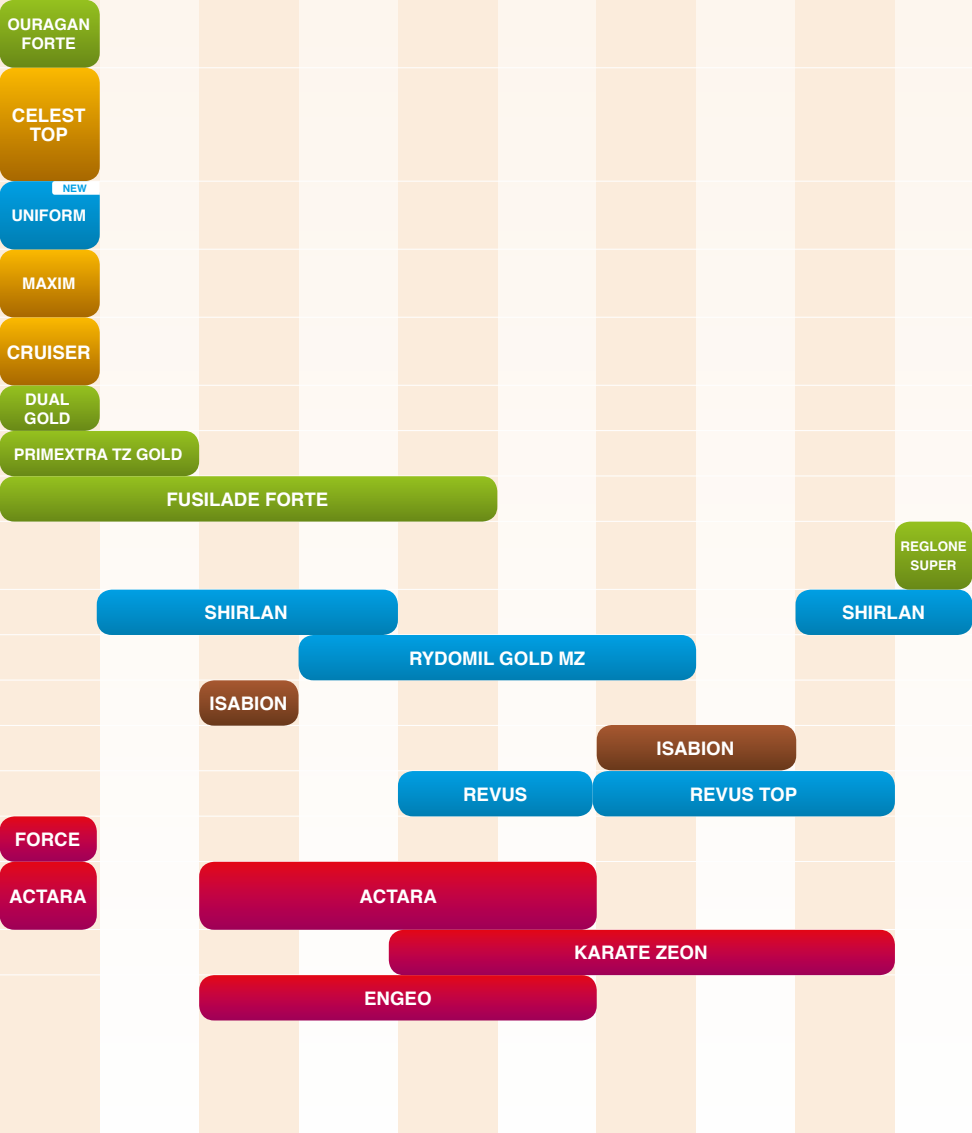 OURAGAN
FORTE
CELEST
TOP
NEW
UNIFORM
MAXIM
CRUISER
DUAL
GOLD
PRIMEXTRA TZ GOLD
FUSILADE FORTE
REGLONE
SUPER
SHIRLAN
SHIRLAN
RYDOMIL GOLD MZ
ISABION
ISABION
REVUS
REVUS TOP
FORCE
ACTARA
ACTARA
KARATE ZEON
ENGEO